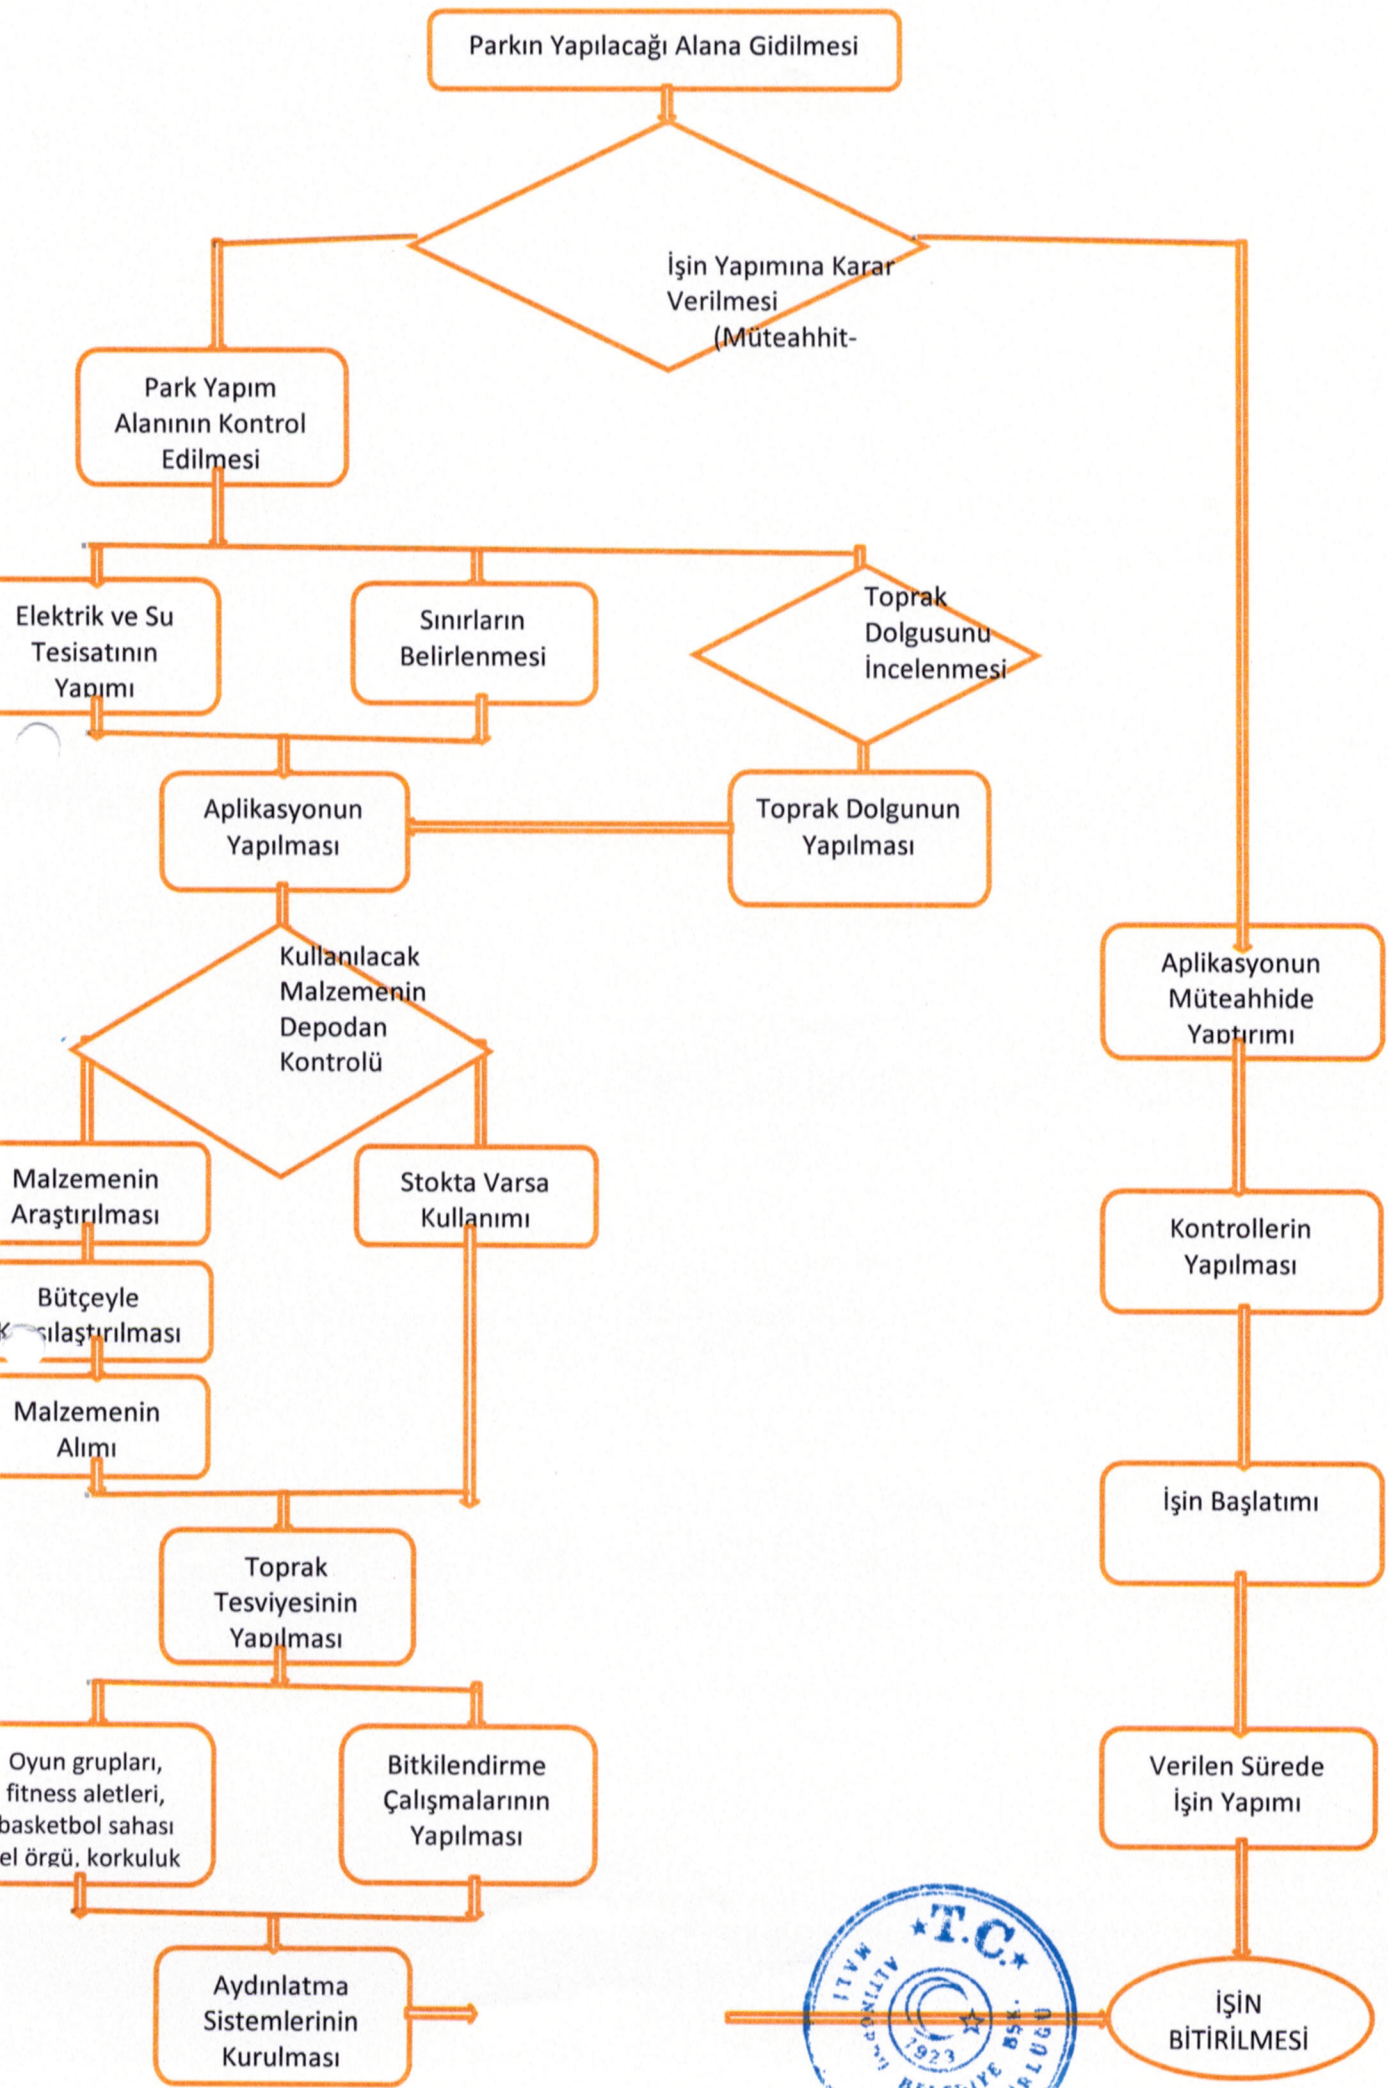 Parkın Yapılacağı Alana Gidilmesi
İşin Yapımına Karar
Verilmesi
(Müteahhit-
Park Yapım
Alanının Kontrol
Edilmesi
Elektrik ve Su
Tesisatının
Yapımı
Sınırların
Belirlenmesi
Toprak
Dolgusunu
İncelenmesi
Aplikasyonun
Yapılması
Toprak Dolgunun
Yapılması
Kullanılacak
Malzemenin
Depodan
Kontrolü
Aplikasyonun
Müteahhide
Yaptırımı
Malzemenin
Araştırılması
Stokta Varsa
Kullanımı
Kontrollerin
Yapılması
Bütçeyle
Malzemenin
Alımı
İşin Başlatımı
Toprak
Tesviyesinin
Yapılması
Oyun grupları,
fitness aletleri,
basketbol sahası
el örgü, korkuluk
Bitkilendirme
Çalışmalarının
Yapılması
Verilen Sürede
İşin Yapımı
Aydınlatma
Sistemlerinin
Kurulması
T.C.
MALİ
1923
BELEDİYE BŞK.
İŞİN
BİTİRİLMESİ